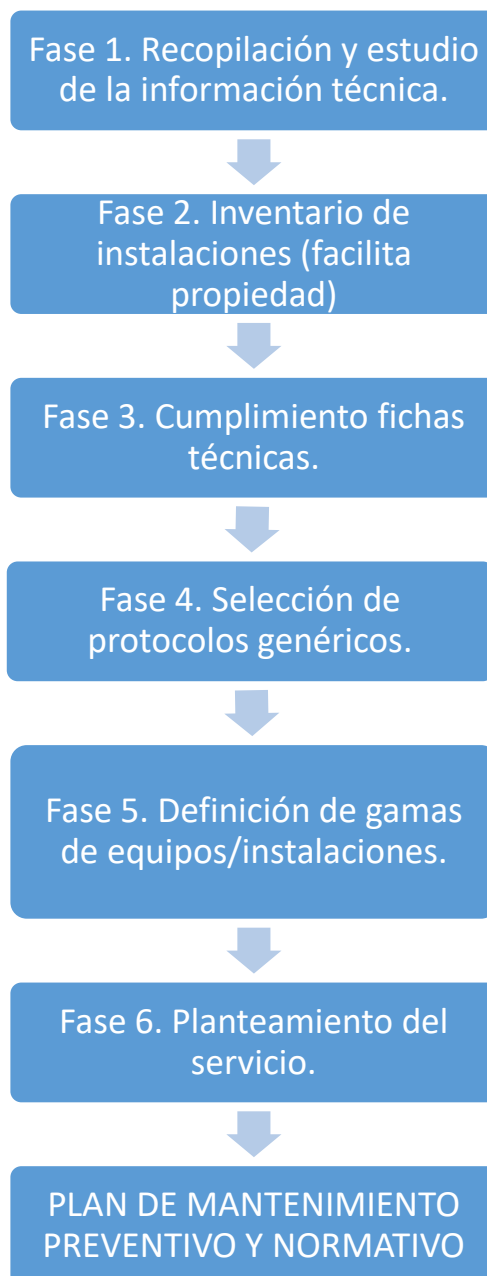 Fase 1. Recopilación y estudio
de la información técnica.
Fase 2. Inventario de
instalaciones (facilita
propiedad)
Fase 3. Cumplimiento fichas
técnicas.
Fase 4. Selección de
protocolos genéricos.
Fase 5. Definición de gamas
de equipos/instalaciones.
Fase 6. Planteamiento del
servicio.
PLAN DE MANTENIMIENTO
PREVENTIVO Y NORMATIVO